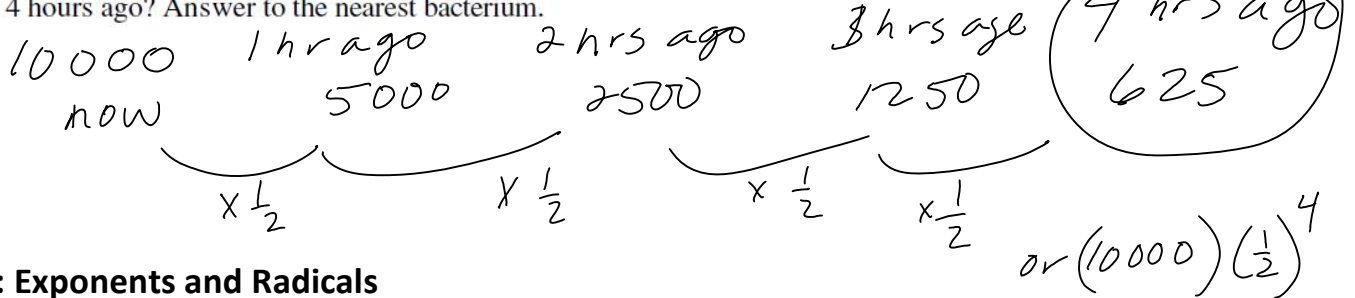 4 hours ago? Answer to the nearest bacterium.
10000 1 hr ago 2 hrs ago 3 hrs ago 4 hrs ago
now 5000 2500 1250 625
x 1/2 x 1/2 x 1/2 x 1/2
or (10000)(1/2)^4
: Exponents and Radicals